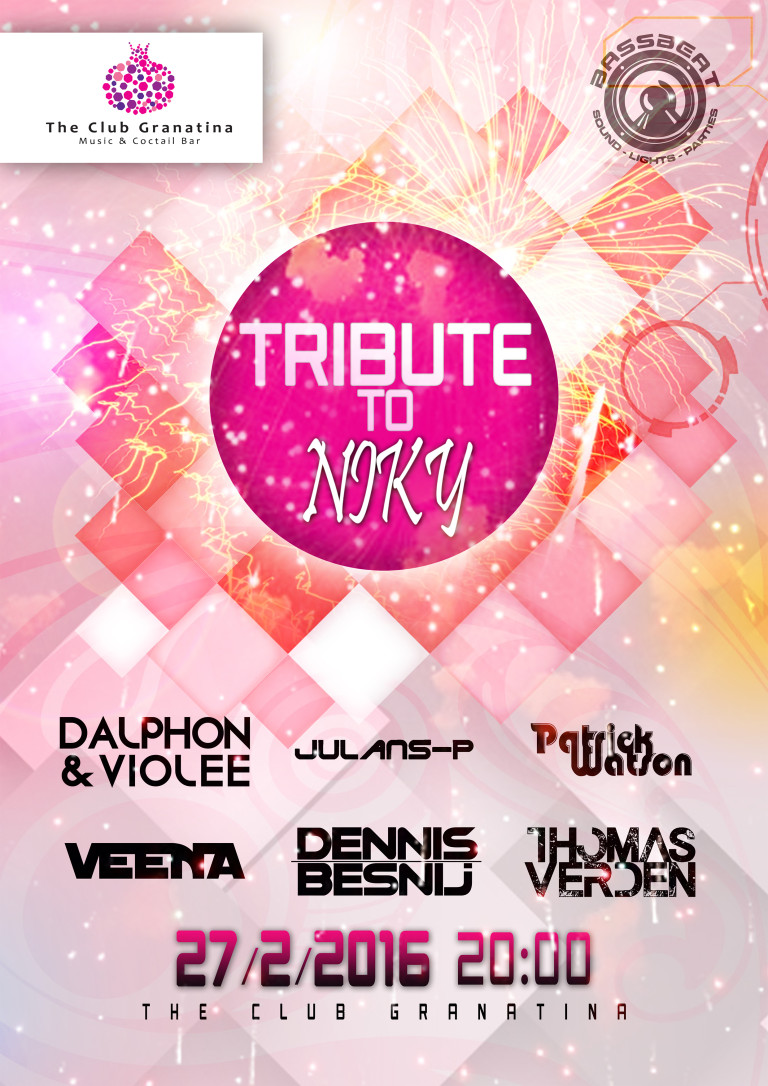 The Club Granatina
Music & Coctail Bar
BASSBEAT
SOUND - LIGHTS - PARTIES
TRIBUTE
TO
NIKY
DALPHON
& VIOLEE
JULANS-P
Patrick
Watson
VEENA
DENNIS
BESNIJ
THOMAS
VERDEN
27/2/2016 20:00
THE CLUB GRANATINA